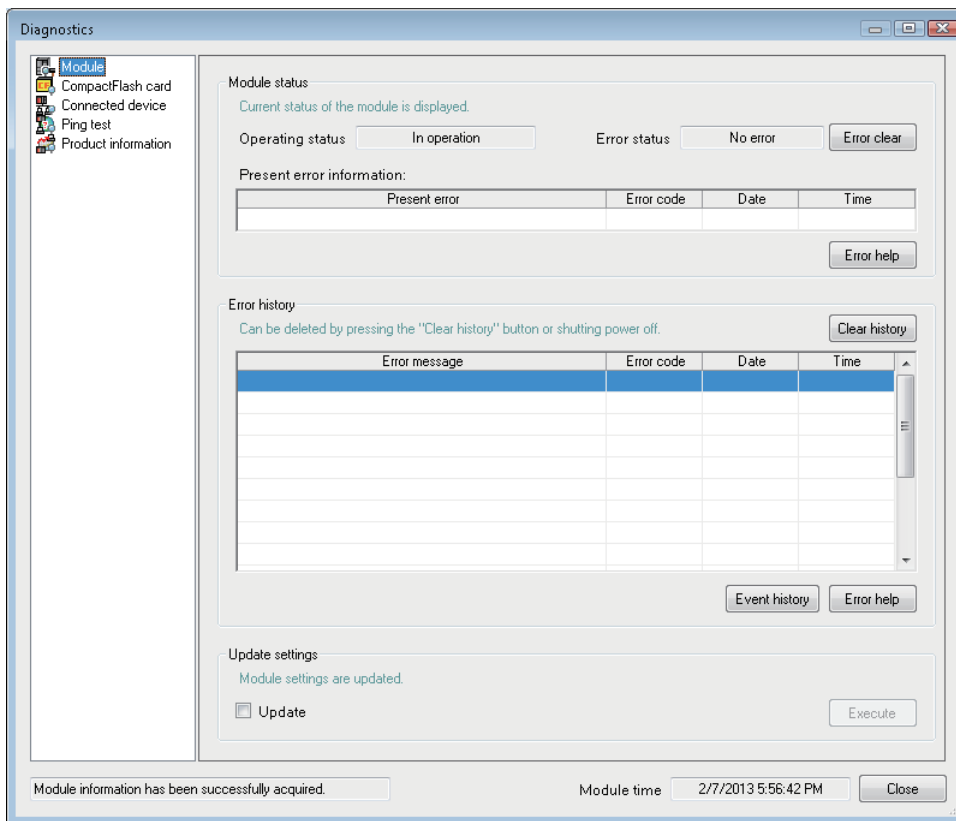 Diagnostics
Module
CompactFlash card
Connected device
Ping test
Product information
Module status
Current status of the module is displayed.
Operating status In operation Error status No error Error clear
Present error information:
Present error Error code Date Time
Error help
Error history
Can be deleted by pressing the "Clear history" button or shutting power off. Clear history
Error message Error code Date Time
Event history Error help
Update settings
Module settings are updated.
Update Execute
Module information has been successfully acquired. Module time 2/7/2013 5:56:42 PM Close